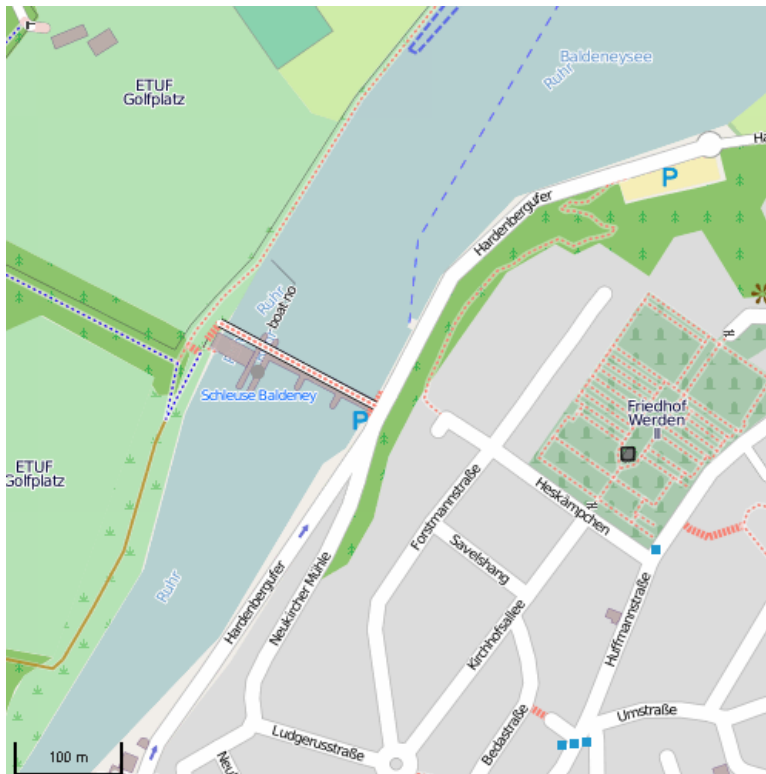 Baldeneysee
Ruhr
ETUF
Golfplatz
P
Hardenbergufer
Ruhr
boat no
Schleuse Baldeney
P
Friedhof
Werden
II
ETUF
Golfplatz
Heskämpchen
Forstmannstraße
Savelshang
Ruhr
Hardenbergufer
Neukircher Mühle
Kirchhofsallee
Huffmannstraße
Umstraße
Bedastraße
Ludgerusstraße
100 m